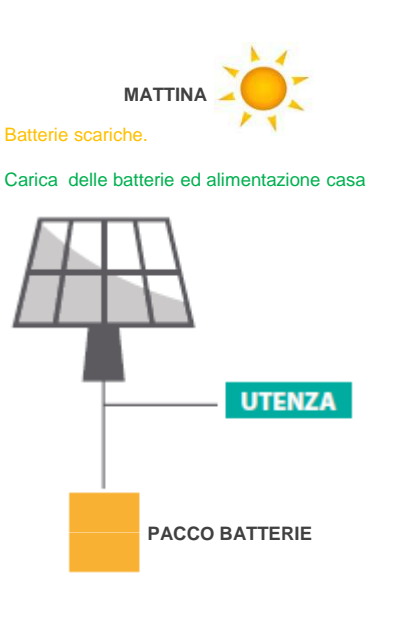 MATTINA
Batterie scariche.
Carica delle batterie ed alimentazione casa
UTENZA
PACCO BATTERIE